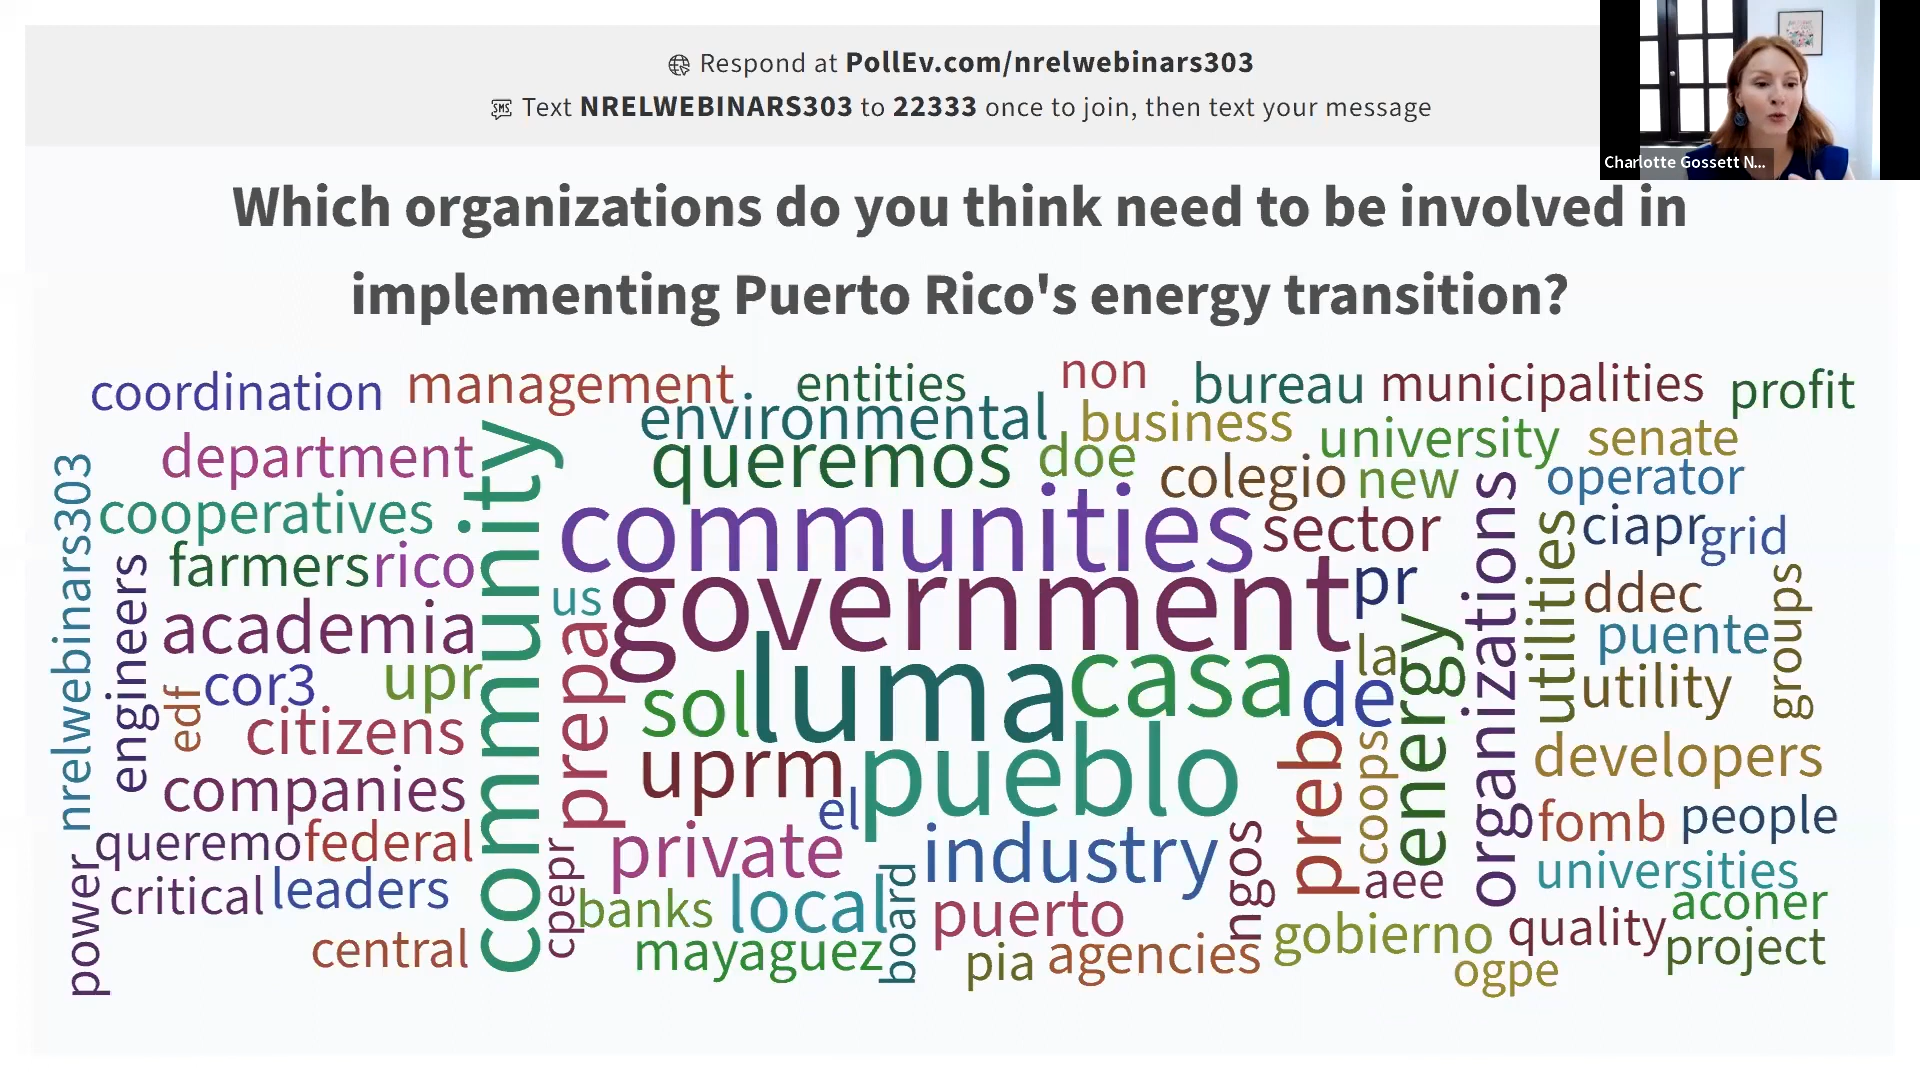 Respond at PollEv.com/nrelwebinars303
Text NRELWEBINARS303 to 22333 once to join, then text your message
Charlotte Gossett N...
Which organizations do you think need to be involved in
implementing Puerto Rico's energy transition?
coordination
management
entities
non
bureau
municipalities
profit
environmental
business
university
senate
department
queremos
doe
colegio
new
operator
nrelwebinars303
cooperatives
community
communities
sector
organizations
utilities
ciapr
grid
engineers
farmers
rico
us
government
pr
ddec
groups
academia
prepa
la
energy
puente
edf
cor3
upr
sol
luma
casa
de
utility
citizens
uprm
pueblo
preb
coops
developers
companies
el
fomb
people
queremo
federal
private
industry
ngos
power
critical
leaders
cpepr
banks
local
board
puerto
aee
universities
aconer
central
mayaguez
pia
agencies
gobierno
quality
project
ogpe